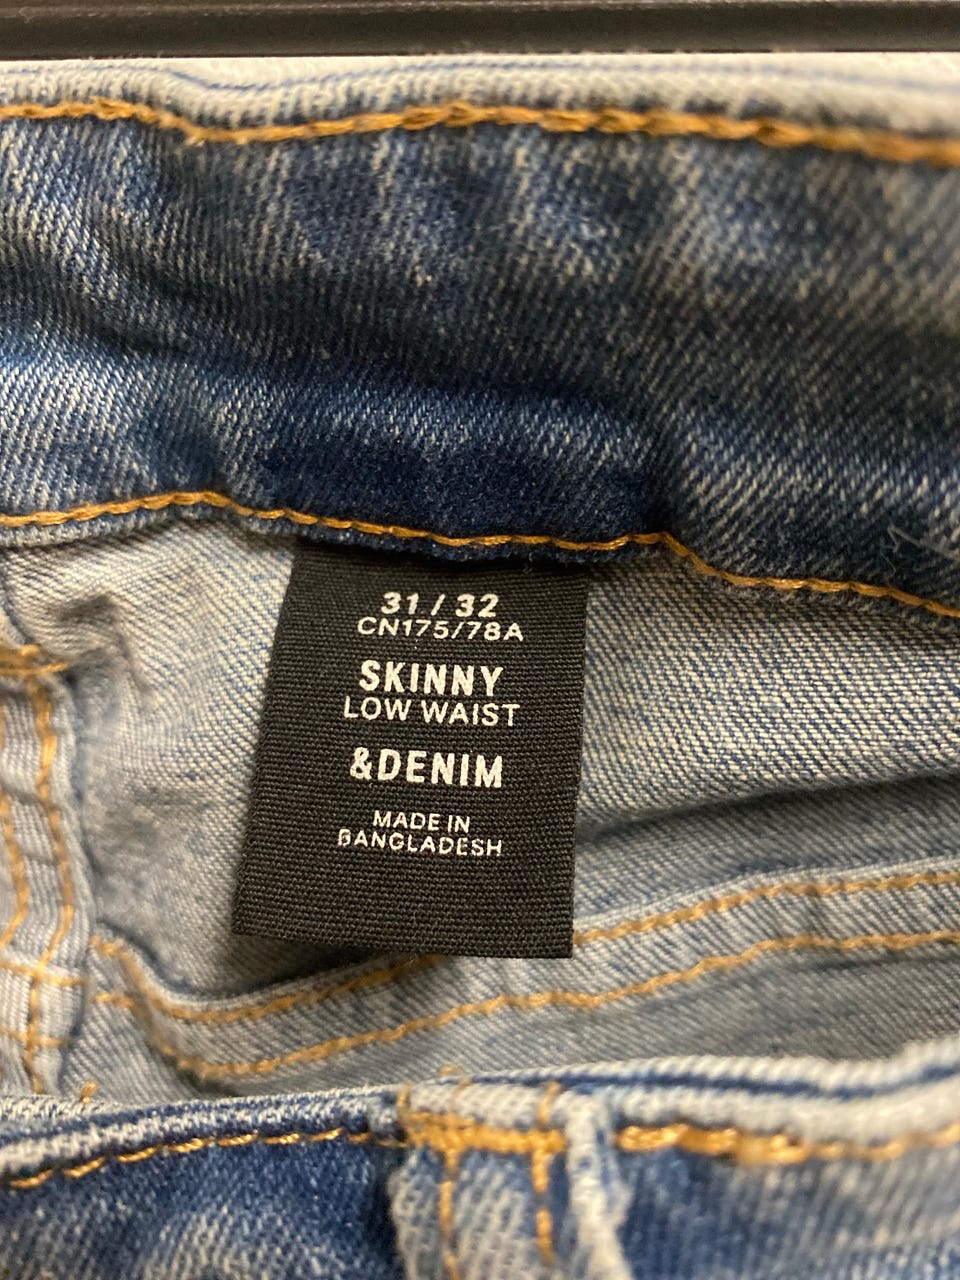 31 / 32
CN175/78A
SKINNY
LOW WAIST
&DENIM
MADE IN
BANGLADESH